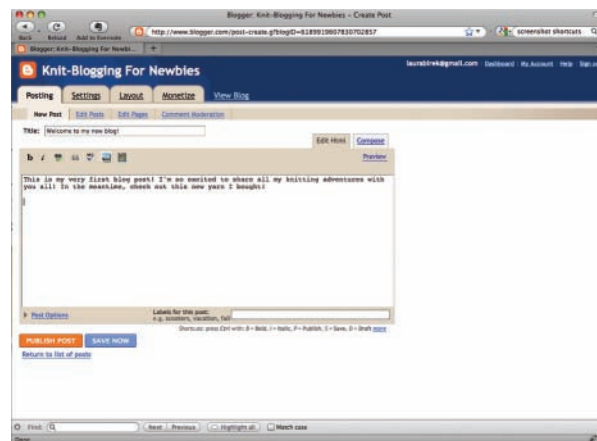 Blogger: Knit-Blogging For Newbies – Create Post
Back Reload Add to Evernote http://www.blogger.com/post-create.g?blogID=6189919607830702857 screenshot shortcuts
Blogger: Knit-Blogging For Newbi...
Knit-Blogging For Newbies
Dashboard My Account Help
Posting Settings Layout Monetize View Blog
New Post Edit Posts Edit Pages Comment Moderation
Title: Welcome to my new blog!
Edit Html Compose
b i Preview
This is my very first blog post! I'm so excited to share all my knitting adventures with
you all! In the meantime, check out this new yarn I bought!
Post Options
Labels for this post:
e.g. scooters, vacation, fall
Shortcuts: press Ctrl with: B = Bold, I = Italic, P = Publish, S = Save, D = Draft more
PUBLISH POST SAVE NOW
Return to list of posts
Find: Next Previous Highlight all Match case
Done